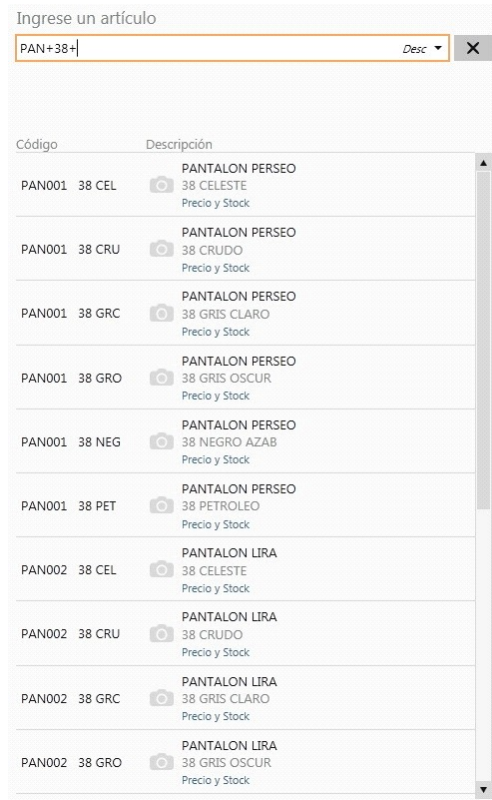 Ingrese un artículo
PAN+38+ Desc
Código Descripción
PANTALON PERSEO
PAN001 38 CEL 38 CELESTE
Precio y Stock
PANTALON PERSEO
PAN001 38 CRU 38 CRUDO
Precio y Stock
PANTALON PERSEO
PAN001 38 GRC 38 GRIS CLARO
Precio y Stock
PANTALON PERSEO
PAN001 38 GRO 38 GRIS OSCUR
Precio y Stock
PANTALON PERSEO
PAN001 38 NEG 38 NEGRO AZAB
Precio y Stock
PANTALON PERSEO
PAN001 38 PET 38 PETROLEO
Precio y Stock
PANTALON LIRA
PAN002 38 CEL 38 CELESTE
Precio y Stock
PANTALON LIRA
PAN002 38 CRU 38 CRUDO
Precio y Stock
PANTALON LIRA
PAN002 38 GRC 38 GRIS CLARO
Precio y Stock
PANTALON LIRA
PAN002 38 GRO 38 GRIS OSCUR
Precio y Stock